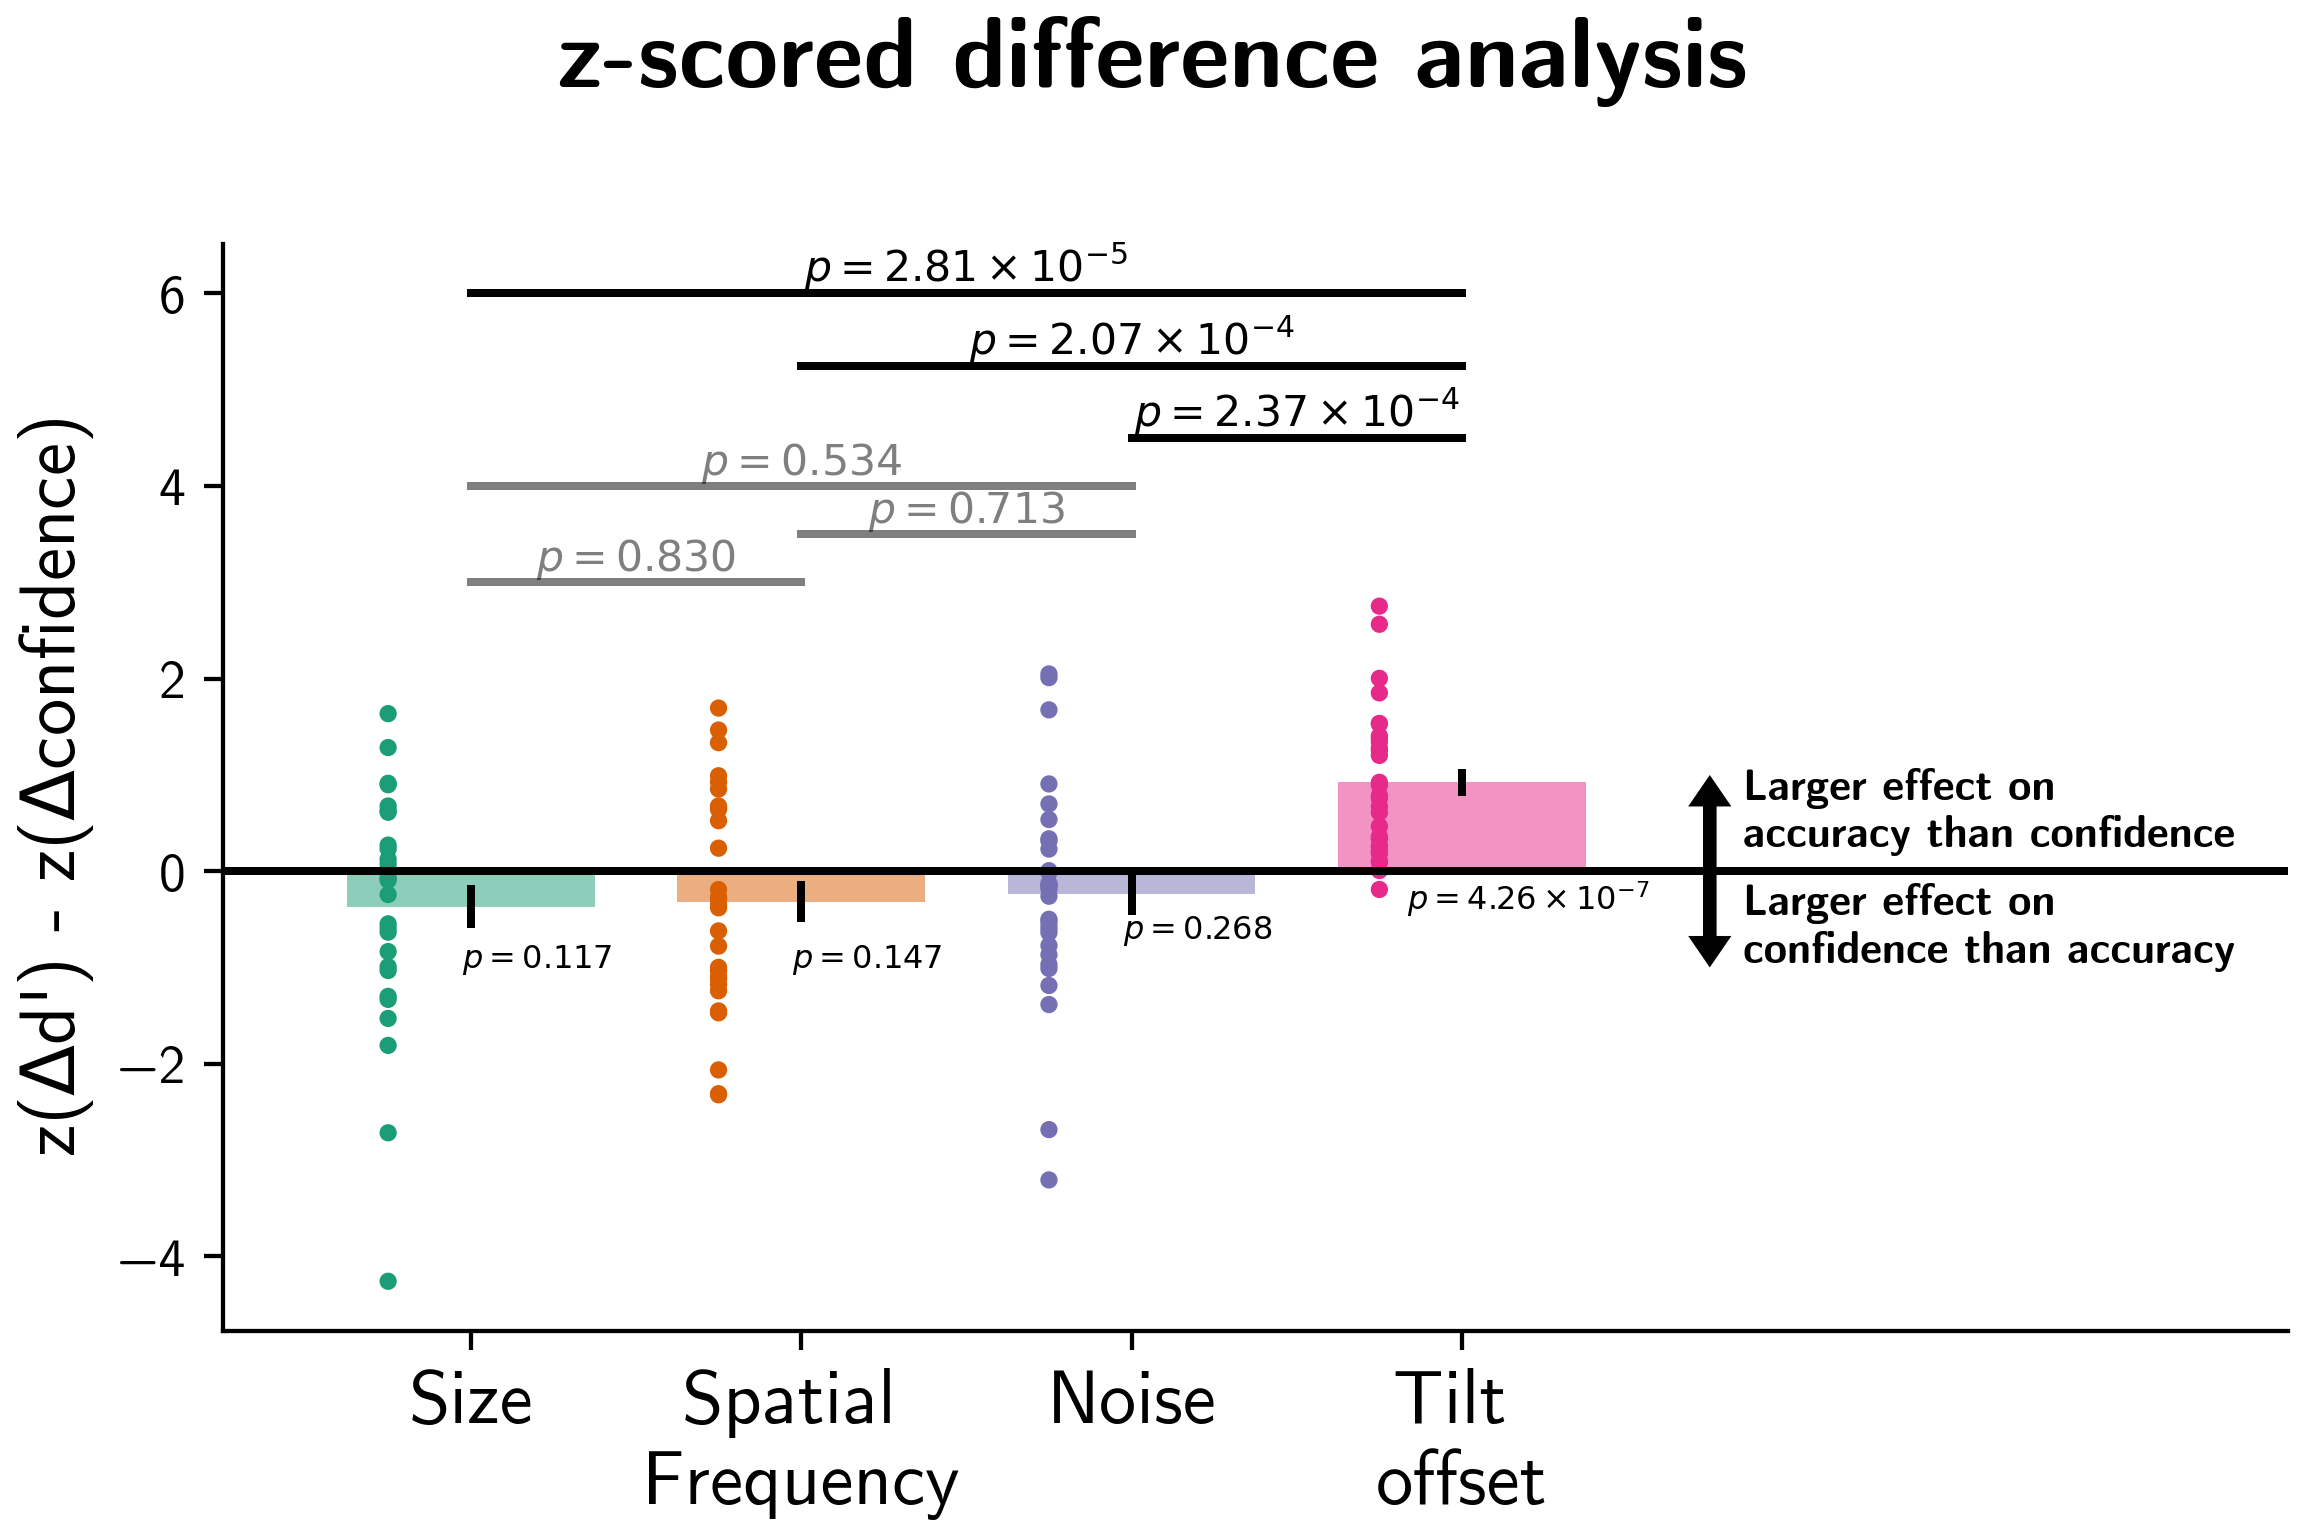 z-scored difference analysis
p = 2.81 × 10⁻⁵
6
p = 2.07 × 10⁻⁴
p = 2.37 × 10⁻⁴
p = 0.534
4
p = 0.713
p = 0.830
2
Larger effect on
accuracy than confidence
0
p = 4.26 × 10⁻⁷
Larger effect on
confidence than accuracy
p = 0.117
p = 0.147
p = 0.268
−2
−4
z(Δd') - z(Δconfidence)
Size
Spatial
Frequency
Noise
Tilt
offset